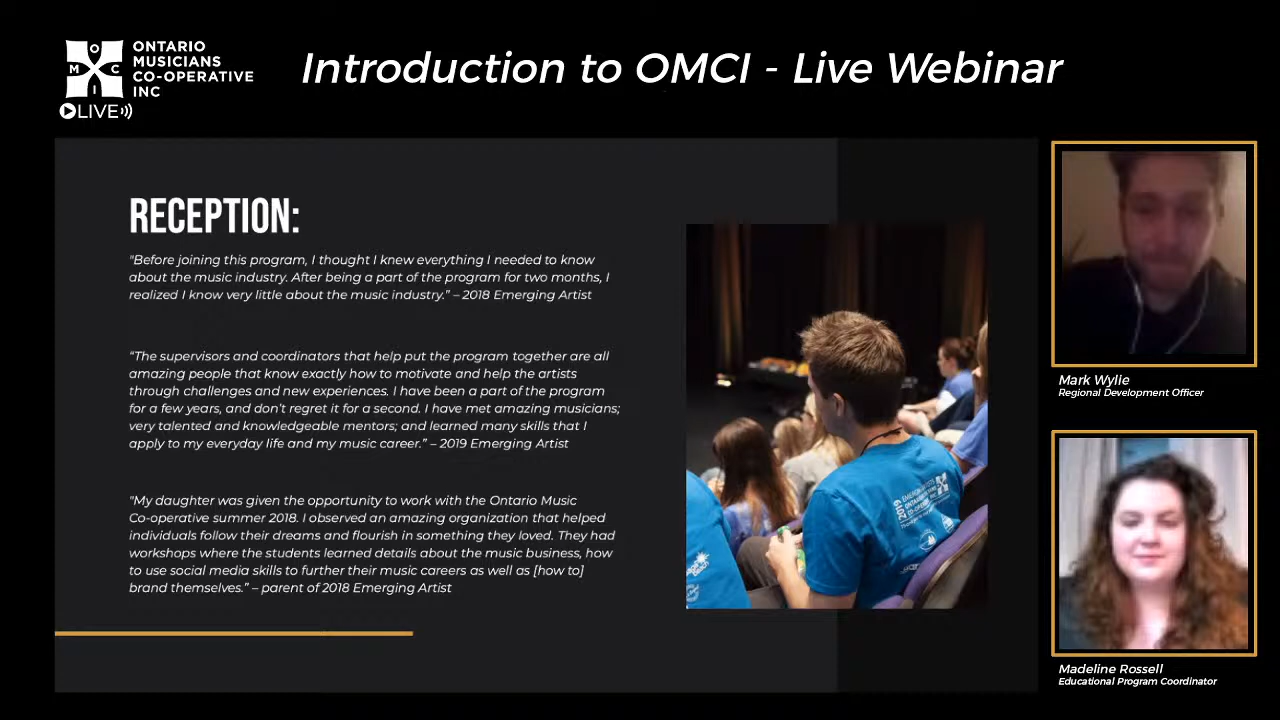 O
M C
I
ONTARIO
MUSICIANS
CO-OPERATIVE
INC
LIVE
Introduction to OMCI - Live Webinar
RECEPTION:
"Before joining this program, I thought I knew everything I needed to know
about the music industry. After being a part of the program for two months, I
realized I know very little about the music industry." – 2018 Emerging Artist
"The supervisors and coordinators that help put the program together are all
amazing people that know exactly how to motivate and help the artists
through challenges and new experiences. I have been a part of the program
for a few years, and don't regret it for a second. I have met amazing musicians;
very talented and knowledgeable mentors; and learned many skills that I
apply to my everyday life and my music career." – 2019 Emerging Artist
"My daughter was given the opportunity to work with the Ontario Music
Co-operative summer 2018. I observed an amazing organization that helped
individuals follow their dreams and flourish in something they loved. They had
workshops where the students learned details about the music business, how
to use social media skills to further their music careers as well as [how to]
brand themselves." – parent of 2018 Emerging Artist
2019
Mark Wylie
Regional Development Officer
Madeline Rossell
Educational Program Coordinator